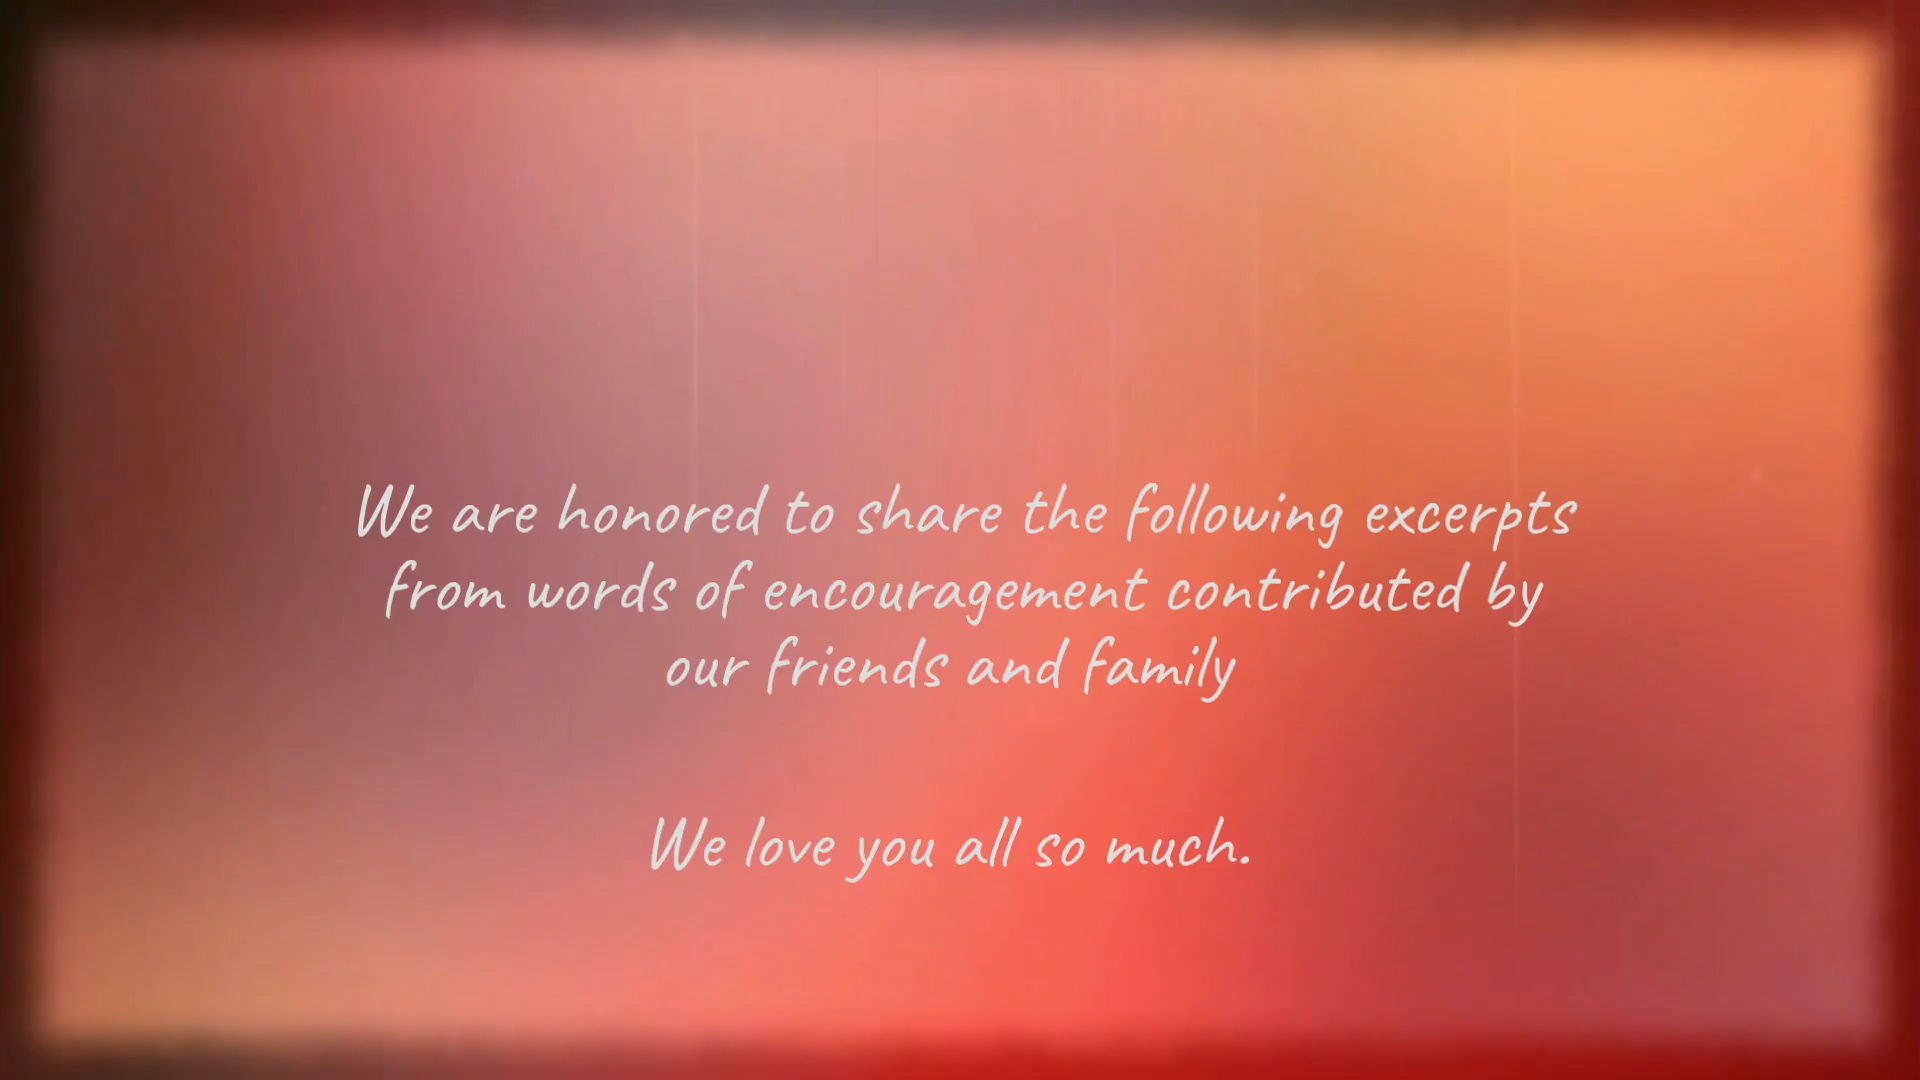 We are honored to share the following excerpts
from words of encouragement contributed by
our friends and family
We love you all so much.